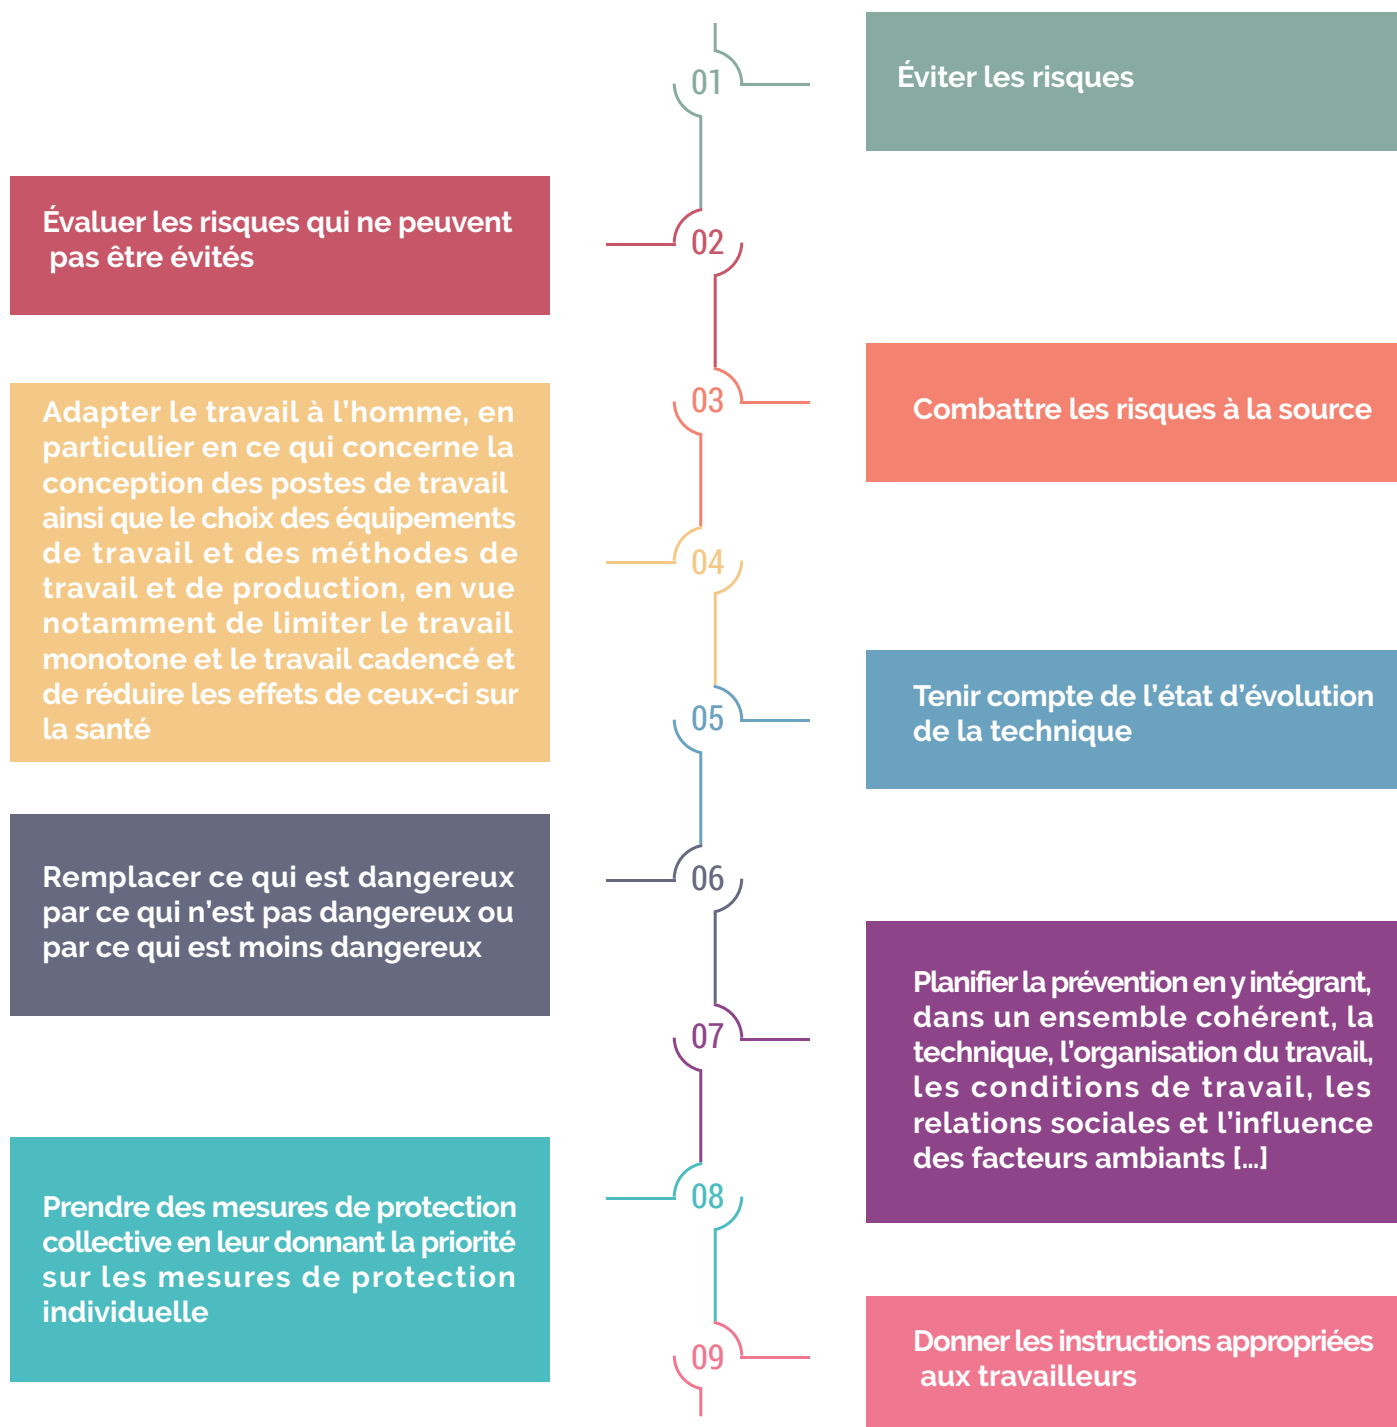 01
Éviter les risques
02
Évaluer les risques qui ne peuvent
pas être évités
03
Combattre les risques à la source
04
Adapter le travail à l’homme, en
particulier en ce qui concerne la
conception des postes de travail
ainsi que le choix des équipements
de travail et des méthodes de
travail et de production, en vue
notamment de limiter le travail
monotone et le travail cadencé et
de réduire les effets de ceux-ci sur
la santé
05
Tenir compte de l’état d’évolution
de la technique
06
Remplacer ce qui est dangereux
par ce qui n’est pas dangereux ou
par ce qui est moins dangereux
07
Planifier la prévention en y intégrant,
dans un ensemble cohérent, la
technique, l’organisation du travail,
les conditions de travail, les
relations sociales et l’influence
des facteurs ambiants [...]
08
Prendre des mesures de protection
collective en leur donnant la priorité
sur les mesures de protection
individuelle
09
Donner les instructions appropriées
aux travailleurs